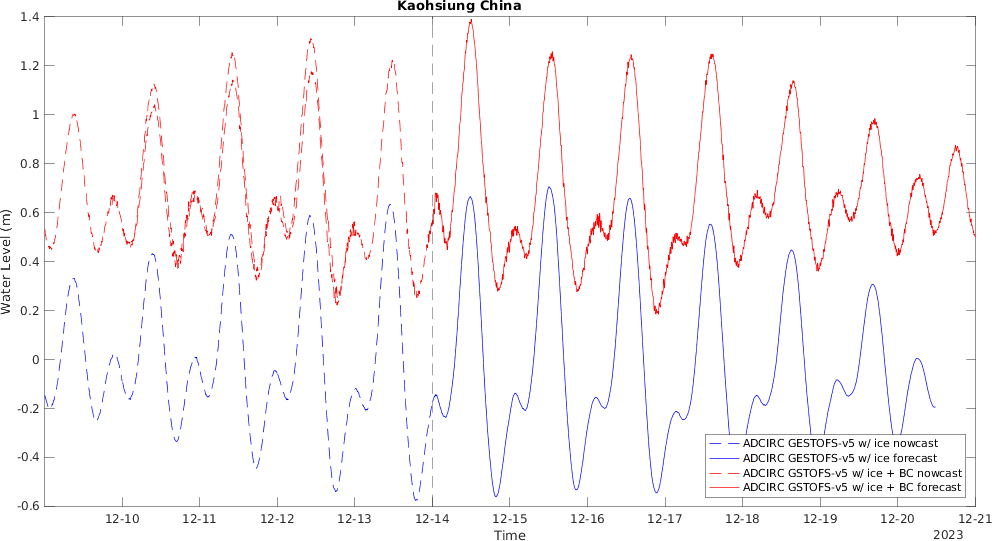 Kaohsiung China
1.4
1.2
1
0.8
0.6
0.4
0.2
0
-0.2
-0.4
-0.6
Water Level (m)
ADCIRC GESTOFS-v5 w/ ice nowcast
ADCIRC GESTOFS-v5 w/ ice forecast
ADCIRC GSTOFS-v5 w/ ice + BC nowcast
ADCIRC GSTOFS-v5 w/ ice + BC forecast
12-10 12-11 12-12 12-13 12-14 12-15 12-16 12-17 12-18 12-19 12-20 12-21
Time
2023